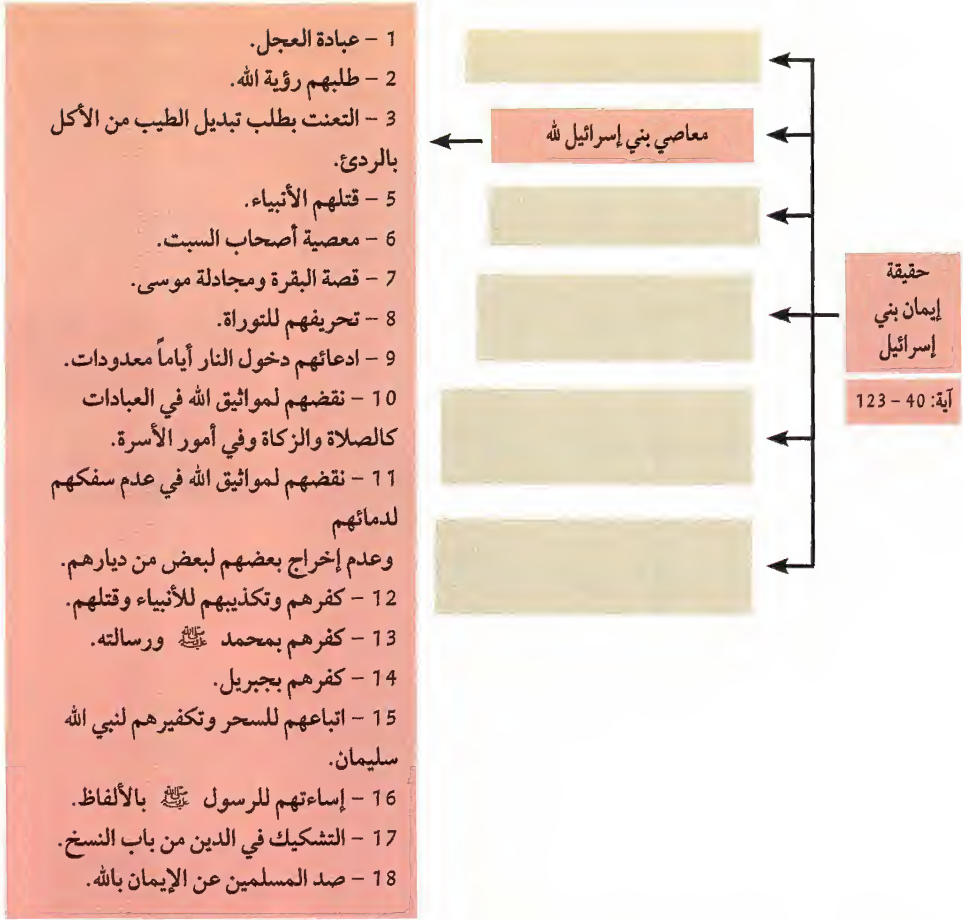 حقيقة
إيمان بني
إسرائيل
آية: 40 – 123
معاصي بني إسرائيل لله
1 – عبادة العجل.
2 – طلبهم رؤية الله.
3 – التعنت بطلب تبديل الطيب من الأكل
بالردئ.
5 – قتلهم الأنبياء.
6 – معصية أصحاب السبت.
7 – قصة البقرة ومجادلة موسى.
8 – تحريفهم للتوراة.
9 – ادعائهم دخول النار أياماً معدودات.
10 – نقضهم لمواثيق الله في العبادات
كالصلاة والزكاة وفي أمور الأسرة.
11 – نقضهم لمواثيق الله في عدم سفكهم
لدمائهم
وعدم إخراج بعضهم لبعض من ديارهم.
12 – كفرهم وتكذيبهم للأنبياء وقتلهم.
13 – كفرهم بمحمد ﷺ ورسالته.
14 – كفرهم بجبريل.
15 – اتباعهم للسحر وتكفيرهم لنبي الله
سليمان.
16 – إساءتهم للرسول ﷺ بالألفاظ.
17 – التشكيك في الدين من باب النسخ.
18 – صد المسلمين عن الإيمان بالله.